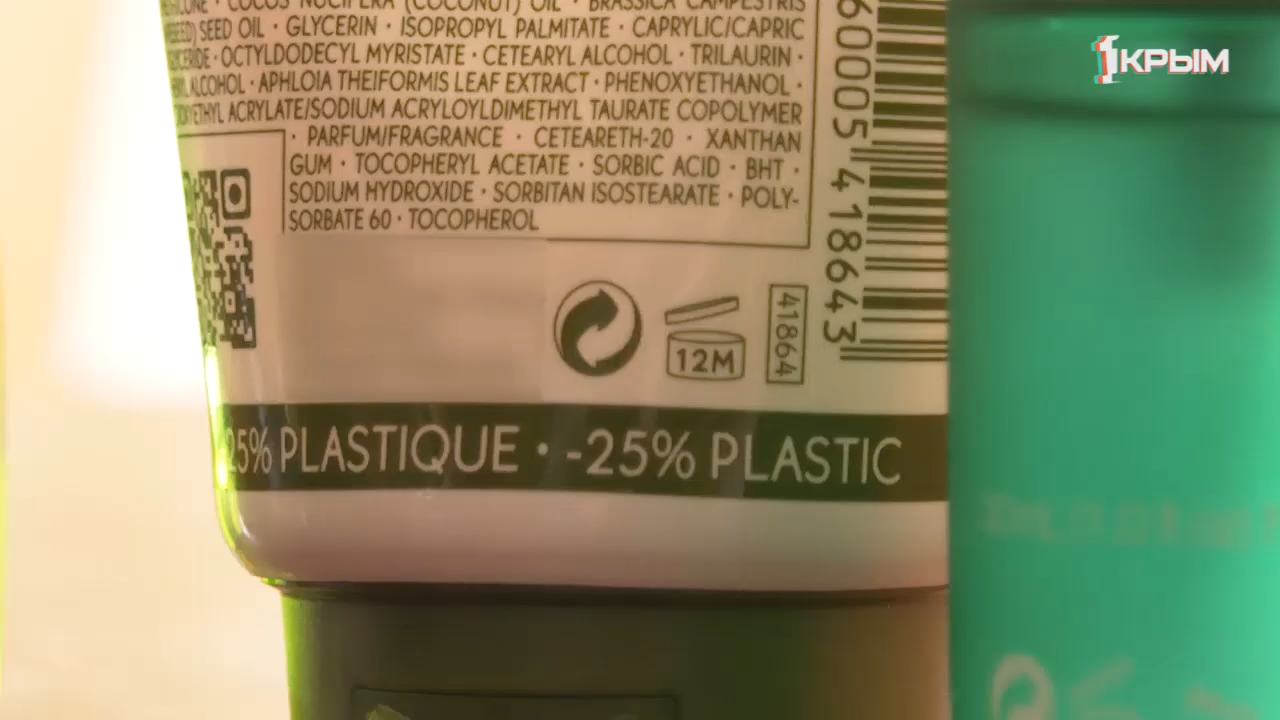 COCOS NUCIFERA (COCONUT) OIL · BRASSICA CAMPESTRIS
SEED OIL · GLYCERIN · ISOPROPYL PALMITATE · CAPRYLIC/CAPRIC
· OCTYLDODECYL MYRISTATE · CETEARYL ALCOHOL · TRILAURIN ·
ALCOHOL · APHLOIA THEIFORMIS LEAF EXTRACT · PHENOXYETHANOL ·
ACRYLATE/SODIUM ACRYLOYLDIMETHYL TAURATE COPOLYMER
· PARFUM/FRAGRANCE · CETEARETH-20 · XANTHAN
GUM · TOCOPHERYL ACETATE · SORBIC ACID · BHT ·
SODIUM HYDROXIDE · SORBITAN ISOSTEARATE · POLY-
SORBATE 60 · TOCOPHEROL
60005 418643
12M
41864
25% PLASTIQUE · -25% PLASTIC
1КРЫМ